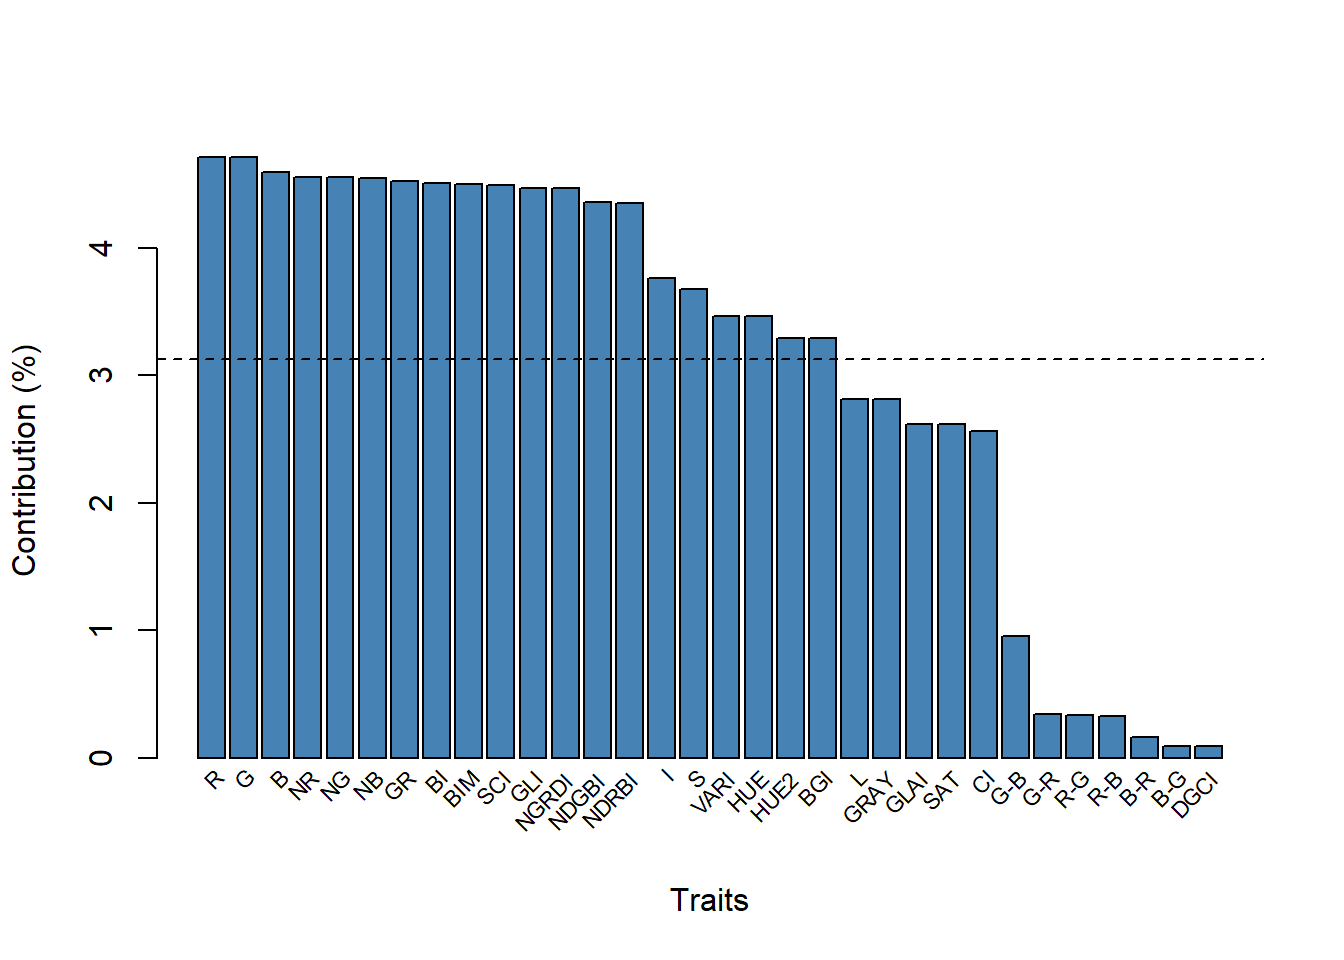 Contribution (%)
4
3
2
1
0
R G B NR NG NB GR BI BIM SCI GLI NGRDI NDGBI NDRBI I S VARI HUE HUE2 BGI L GRAY GLAI SAT CI G-B G-R R-G R-B B-R B-G DGCI
Traits